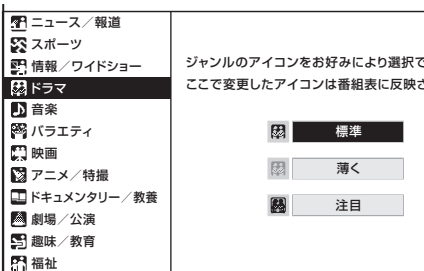 ニュース／報道
スポーツ
情報／ワイドショー
ドラマ
音楽
バラエティ
映画
アニメ／特撮
ドキュメンタリー／教養
劇場／公演
趣味／教育
福祉
ジャンルのアイコンをお好みにより選択で
ここで変更したアイコンは番組表に反映さ
標準
薄く
注目